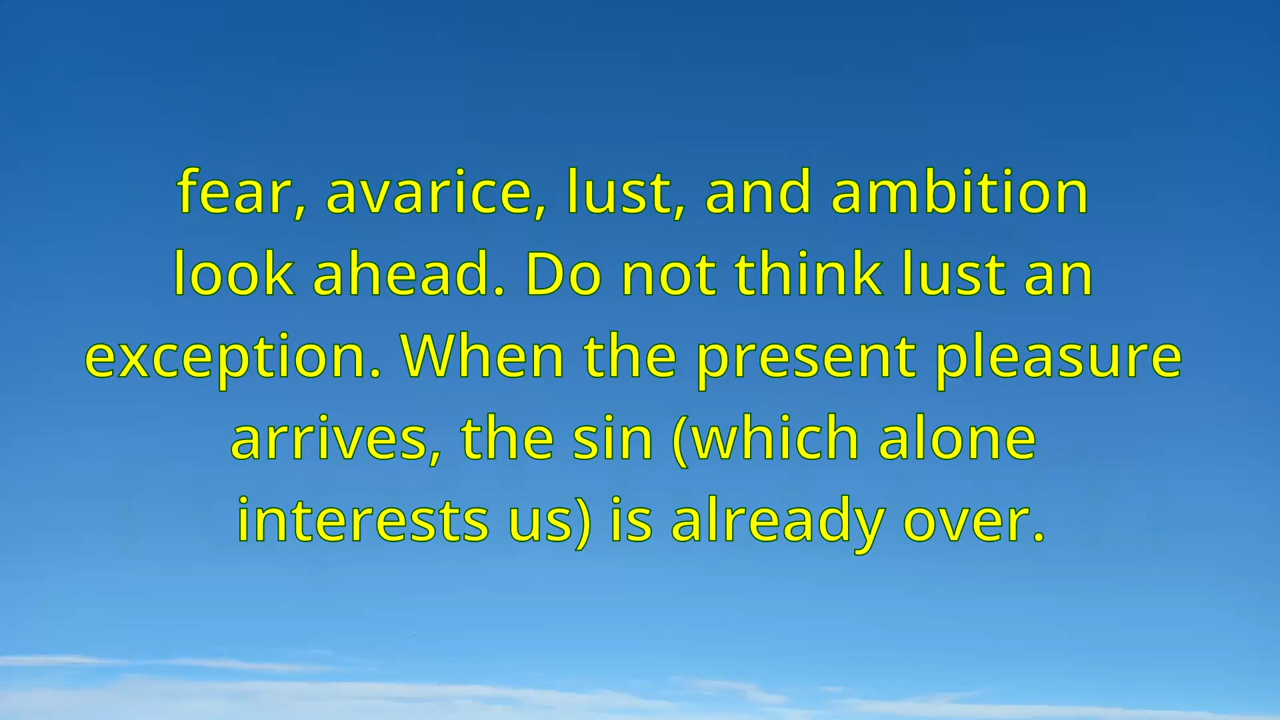 fear, avarice, lust, and ambition
look ahead. Do not think lust an
exception. When the present pleasure
arrives, the sin (which alone
interests us) is already over.